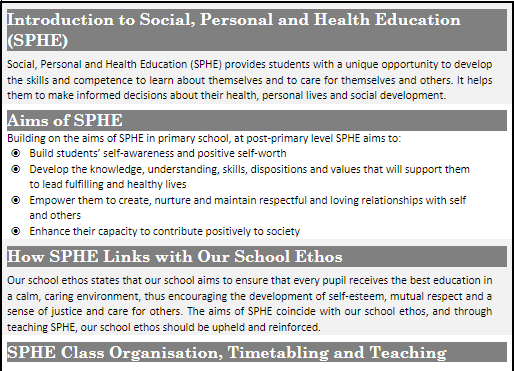 Introduction to Social, Personal and Health Education
(SPHE)
Social, Personal and Health Education (SPHE) provides students with a unique opportunity to develop
the skills and competence to learn about themselves and to care for themselves and others. It helps
them to make informed decisions about their health, personal lives and social development.
Aims of SPHE
Building on the aims of SPHE in primary school, at post-primary level SPHE aims to:
Build students’ self-awareness and positive self-worth
Develop the knowledge, understanding, skills, dispositions and values that will support them
to lead fulfilling and healthy lives
Empower them to create, nurture and maintain respectful and loving relationships with self
and others
Enhance their capacity to contribute positively to society
How SPHE Links with Our School Ethos
Our school ethos states that our school aims to ensure that every pupil receives the best education in
a calm, caring environment, thus encouraging the development of self-esteem, mutual respect and a
sense of justice and care for others. The aims of SPHE coincide with our school ethos, and through
teaching SPHE, our school ethos should be upheld and reinforced.
SPHE Class Organisation, Timetabling and Teaching